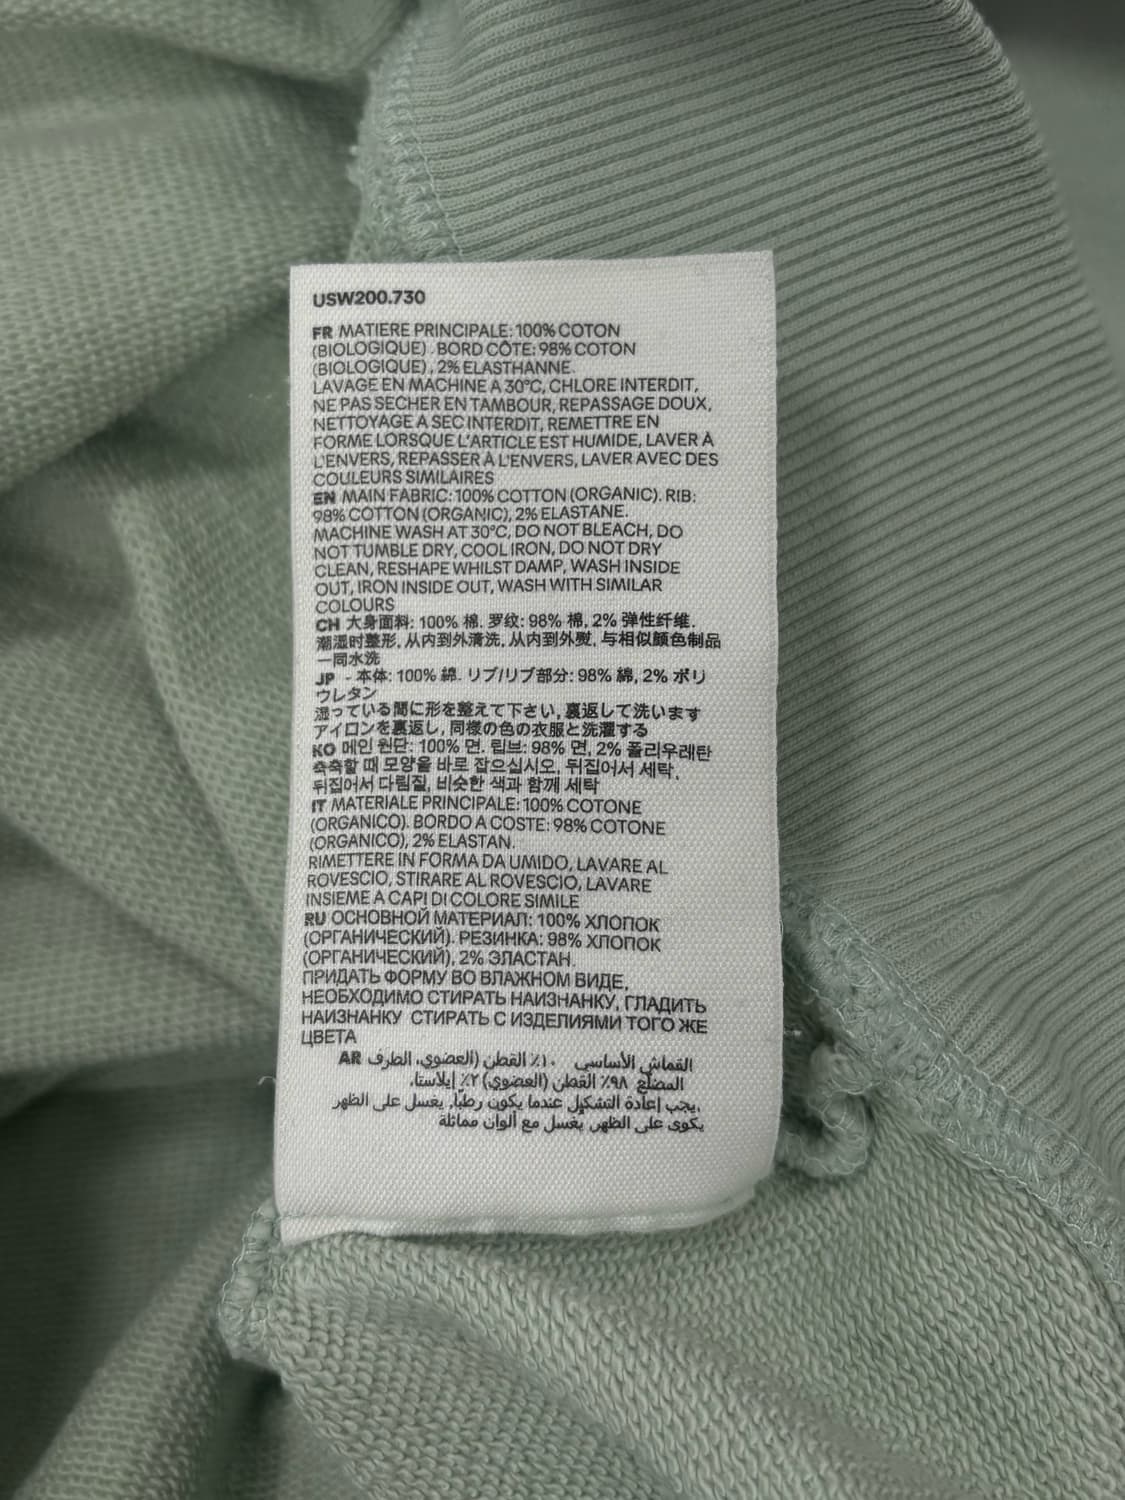 USW200.730
FR MATIERE PRINCIPALE: 100% COTON
(BIOLOGIQUE). BORD CÔTE: 98% COTON
(BIOLOGIQUE), 2% ELASTHANNE.
LAVAGE EN MACHINE A 30°C, CHLORE INTERDIT,
NE PAS SECHER EN TAMBOUR, REPASSAGE DOUX,
NETTOYAGE A SEC INTERDIT, REMETTRE EN
FORME LORSQUE L'ARTICLE EST HUMIDE, LAVER À
L'ENVERS, REPASSER À L'ENVERS, LAVER AVEC DES
COULEURS SIMILAIRES
EN MAIN FABRIC: 100% COTTON (ORGANIC). RIB:
98% COTTON (ORGANIC), 2% ELASTANE.
MACHINE WASH AT 30°C, DO NOT BLEACH, DO
NOT TUMBLE DRY, COOL IRON, DO NOT DRY
CLEAN, RESHAPE WHILST DAMP, WASH INSIDE
OUT, IRON INSIDE OUT, WASH WITH SIMILAR
COLOURS
CH 大身面料: 100% 棉. 罗纹: 98% 棉, 2% 弹性纤维.
潮湿时整形, 从内到外清洗, 从内到外熨, 与相似颜色制品
一同水洗
JP - 本体: 100% 綿. リブ/リブ部分: 98% 綿, 2% ポリ
ウレタン
湿っている間に形を整えて下さい, 裏返して洗います
アイロンを裏返し, 同様の色の衣服と洗濯する
KO 메인 원단: 100% 면. 립브: 98% 면, 2% 폴리우레탄
축축할 때 모양을 바로 잡으십시오, 뒤집어서 세탁,
뒤집어서 다림질, 비슷한 색과 함께 세탁
IT MATERIALE PRINCIPALE: 100% COTONE
(ORGANICO). BORDO A COSTE: 98% COTONE
(ORGANICO), 2% ELASTAN.
RIMETTERE IN FORMA DA UMIDO, LAVARE AL
ROVESCIO, STIRARE AL ROVESCIO, LAVARE
INSIEME A CAPI DI COLORE SIMILE
RU ОСНОВНОЙ МАТЕРИАЛ: 100% ХЛОПОК
(ОРГАНИЧЕСКИЙ). РЕЗИНКА: 98% ХЛОПОК
(ОРГАНИЧЕСКИЙ), 2% ЭЛАСТАН.
ПРИДАТЬ ФОРМУ ВО ВЛАЖНОМ ВИДЕ,
НЕОБХОДИМО СТИРАТЬ НАИЗНАНКУ, ГЛАДИТЬ
НАИЗНАНКУ СТИРАТЬ С ИЗДЕЛИЯМИ ТОГО ЖЕ
ЦВЕТА
القماش الأساسي ١٠٪ القطن (العضوي، الطرف AR
المضلع ٩٨٪ القطن (العضوي) ٢٪ إيلاستا.
.يجب إعادة التشكيل عندما يكون رطبا, يغسل على الظهر
يكوى على الظهر, يغسل مع ألوان مماثلة